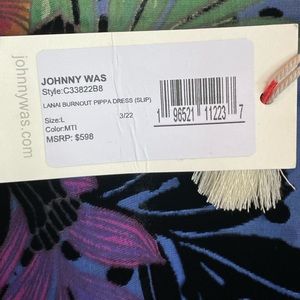 johnnywas.com
JOHNNY WAS
Style:C33822B8
LANAI BURNOUT PIPPA DRESS (SLIP)
Size:L 3/22
Color:MTI
MSRP: $598
1 96521 11223 7